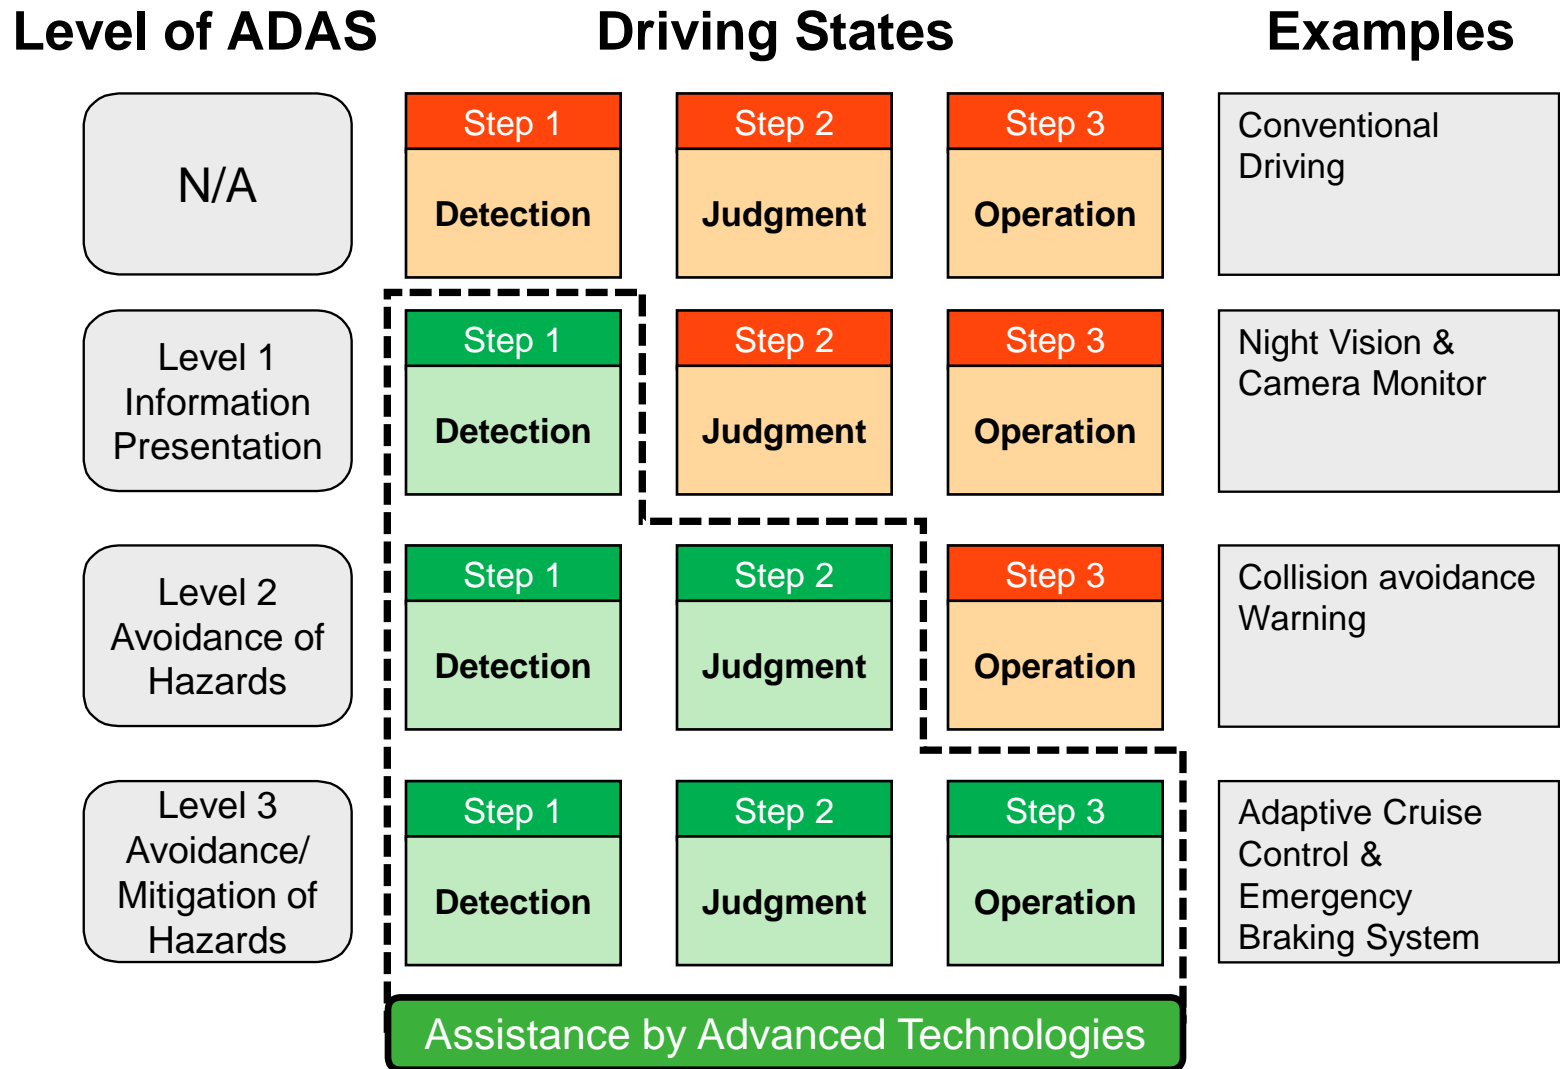 Level of ADAS
Driving States
Examples
N/A
Step 1
Detection
Step 2
Judgment
Step 3
Operation
Conventional
Driving
Level 1
Information
Presentation
Step 1
Detection
Step 2
Judgment
Step 3
Operation
Night Vision &
Camera Monitor
Level 2
Avoidance of
Hazards
Step 1
Detection
Step 2
Judgment
Step 3
Operation
Collision avoidance
Warning
Level 3
Avoidance/
Mitigation of
Hazards
Step 1
Detection
Step 2
Judgment
Step 3
Operation
Adaptive Cruise
Control &
Emergency
Braking System
Assistance by Advanced Technologies